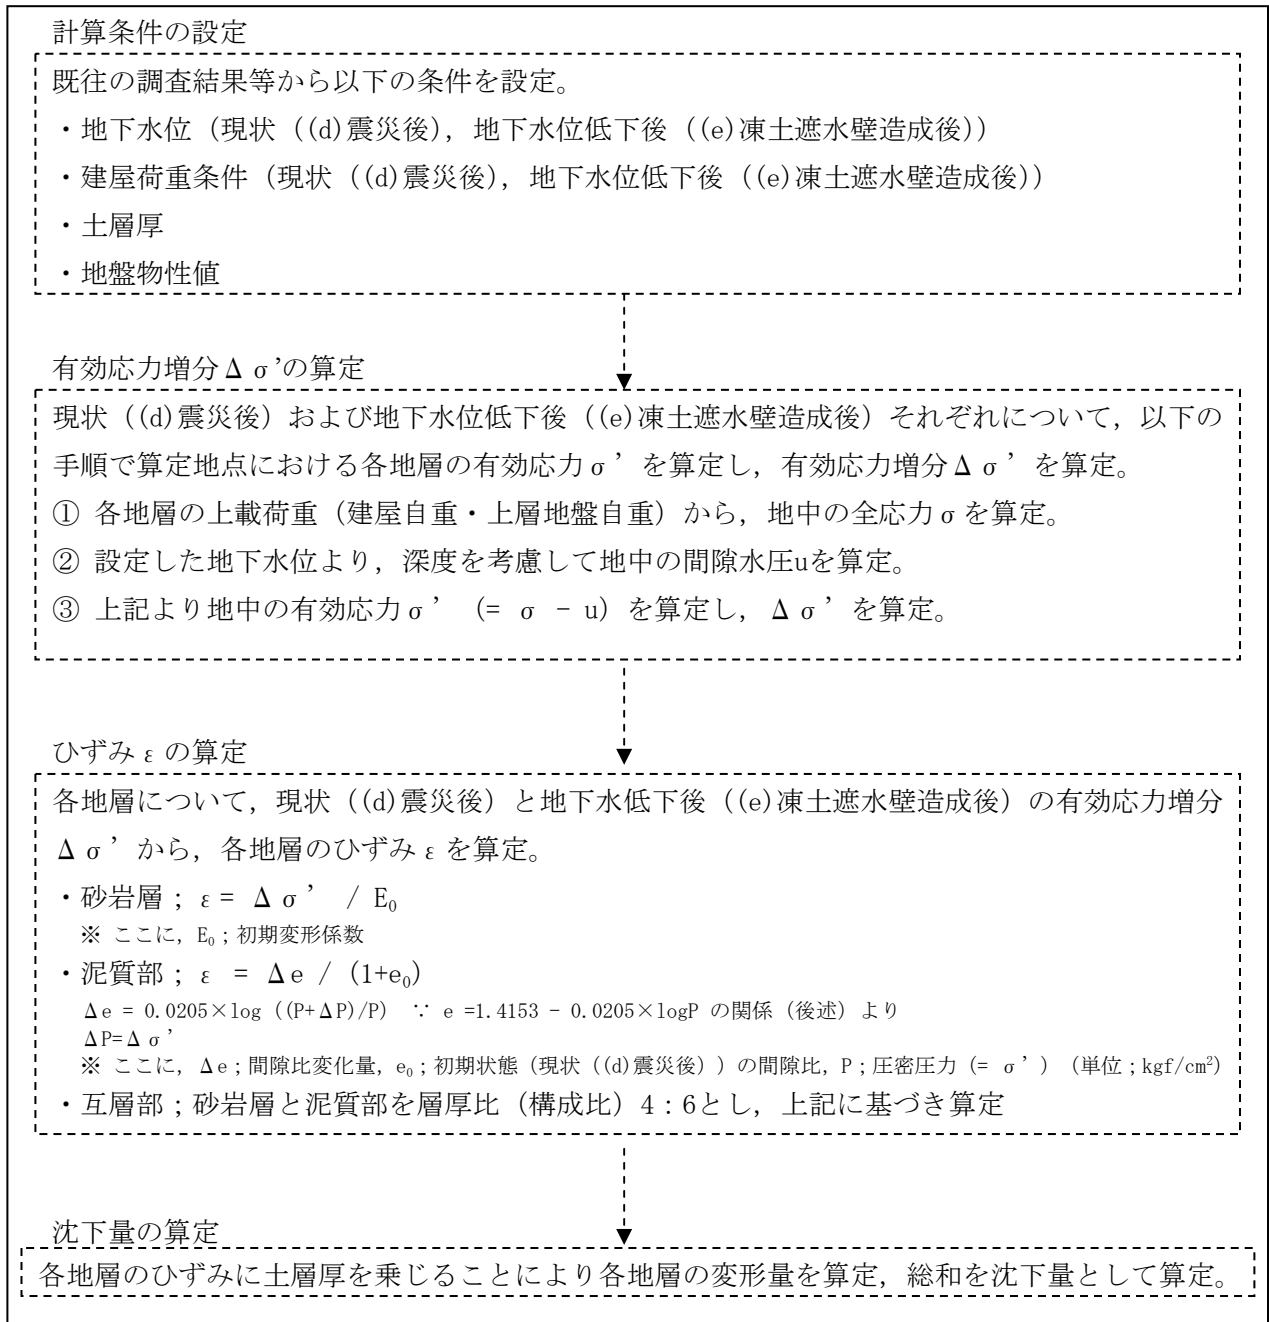 計算条件の設定
既往の調査結果等から以下の条件を設定。
・地下水位（現状（(d)震災後），地下水位低下後（(e)凍土遮水壁造成後））
・建屋荷重条件（現状（(d)震災後），地下水位低下後（(e)凍土遮水壁造成後））
・土層厚
・地盤物性値
有効応力増分Δσ’の算定
現状（(d)震災後）および地下水位低下後（(e)凍土遮水壁造成後）それぞれについて，以下の
手順で算定地点における各地層の有効応力σ’を算定し，有効応力増分Δσ’を算定。
① 各地層の上載荷重（建屋自重・上層地盤自重）から，地中の全応力σを算定。
② 設定した地下水位より，深度を考慮して地中の間隙水圧uを算定。
③ 上記より地中の有効応力σ’（= σ - u）を算定し，Δσ’を算定。
ひずみεの算定
各地層について，現状（(d)震災後）と地下水低下後（(e)凍土遮水壁造成後）の有効応力増分
Δσ’から，各地層のひずみεを算定。
・砂岩層；ε= Δσ’ / E₀
※ ここに，E₀；初期変形係数
・泥質部；ε = Δe / (1+e₀)
Δe = 0.0205×log ((P+ΔP)/P) ∵ e =1.4153 - 0.0205×logP の関係（後述）より
ΔP=Δσ’
※ ここに，Δe；間隙比変化量，e₀；初期状態（現状（(d)震災後））の間隙比，P；圧密圧力（= σ’）（単位；kgf/cm²）
・互層部；砂岩層と泥質部を層厚比（構成比）4：6とし，上記に基づき算定
沈下量の算定
各地層のひずみに土層厚を乗じることにより各地層の変形量を算定，総和を沈下量として算定。